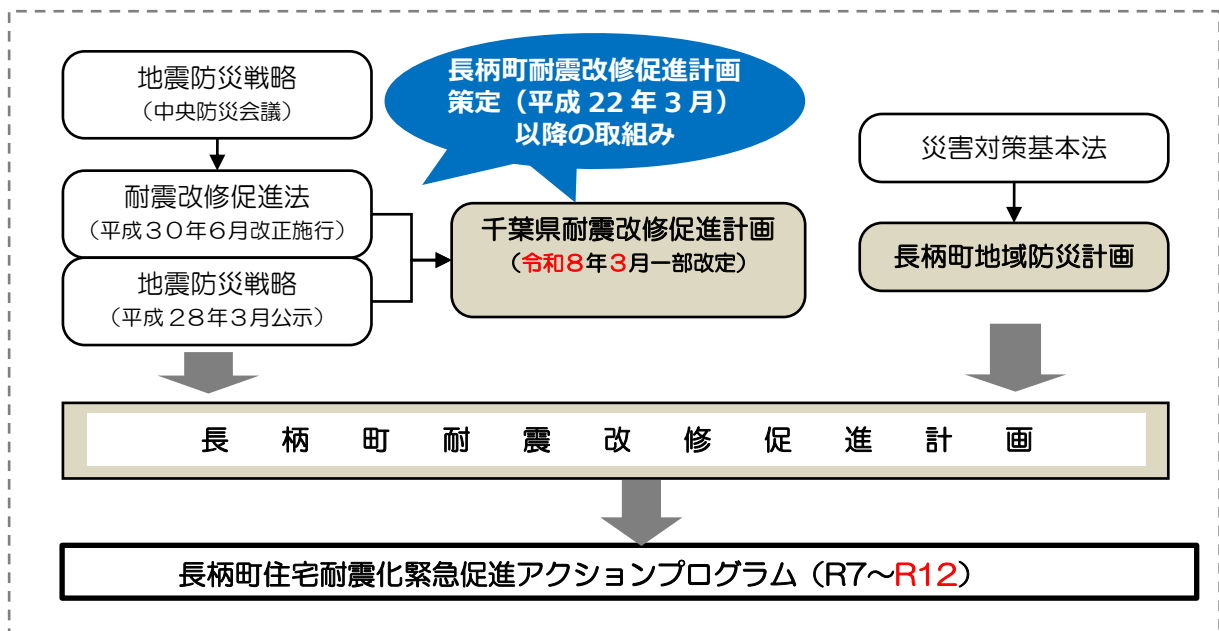 地震防災戦略
（中央防災会議）
長柄町耐震改修促進計画
策定（平成 22 年 3 月）
以降の取組み
災害対策基本法
耐震改修促進法
（平成３０年６月改正施行）
千葉県耐震改修促進計画
（令和８年３月一部改定）
長柄町地域防災計画
地震防災戦略
（平成 ２８年３月公示）
長　柄　町　耐　震　改　修　促　進　計　画
長柄町住宅耐震化緊急促進アクションプログラム（R7～R12）